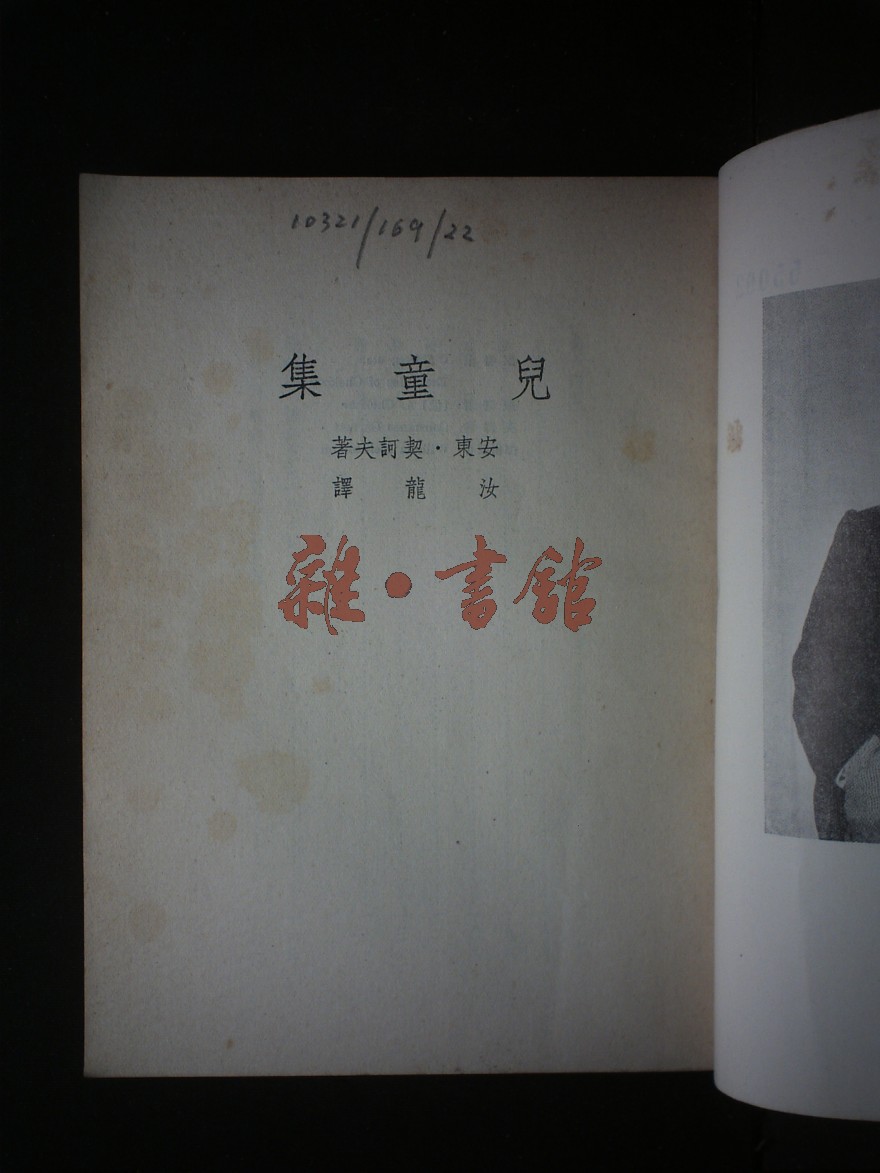 10321/169/22
兒童集
安東·契訶夫著
汝龍譯
雜·書館